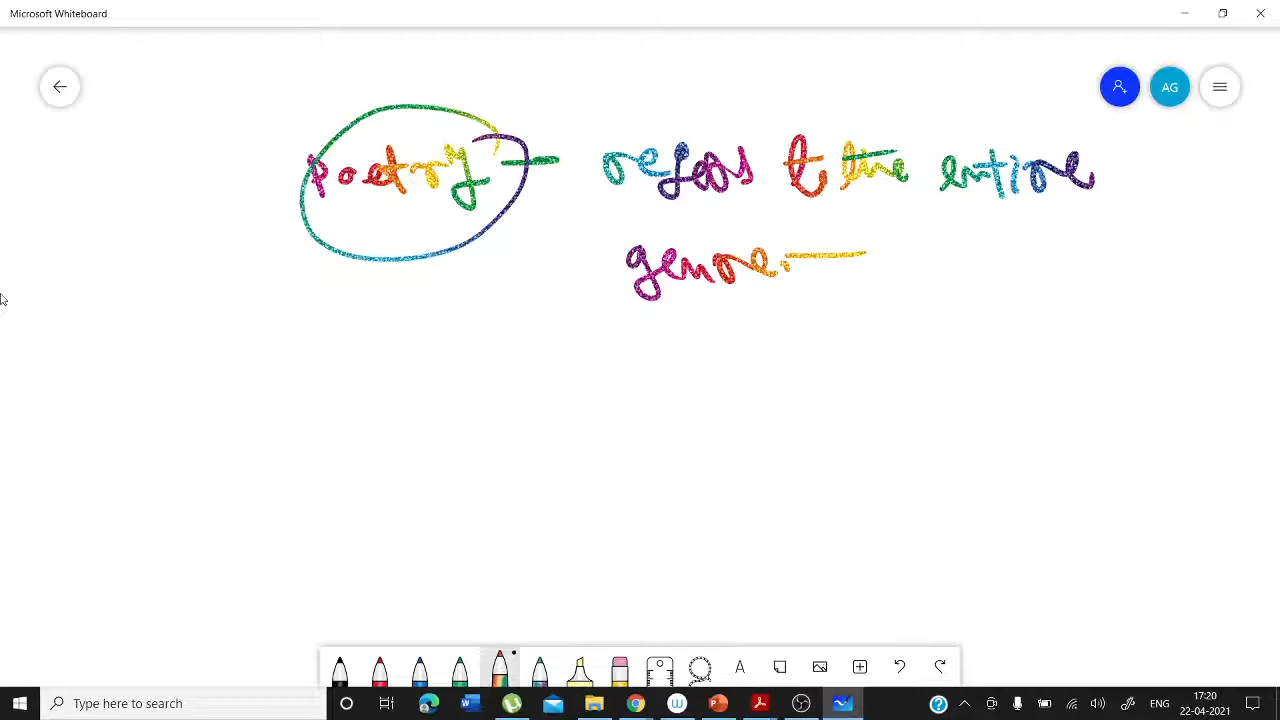 Microsoft Whiteboard
AG
poetry - refers to the entire
genre.
A
Type here to search
ENG
17:20
22-04-2021